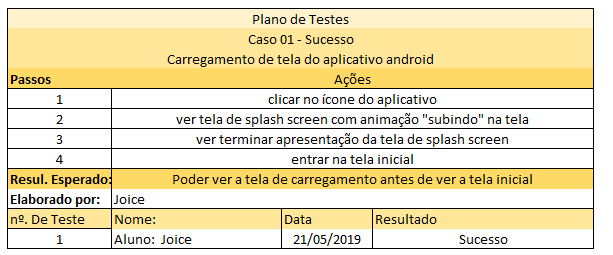 Plano de Testes
Caso 01 - Sucesso
Carregamento de tela do aplicativo android
Passos Ações
1 clicar no ícone do aplicativo
2 ver tela de splash screen com animação "subindo" na tela
3 ver terminar apresentação da tela de splash screen
4 entrar na tela inicial
Resul. Esperado: Poder ver a tela de carregamento antes de ver a tela inicial
Elaborado por: Joice
nº. De Teste Nome: Data Resultado
1 Aluno: Joice 21/05/2019 Sucesso